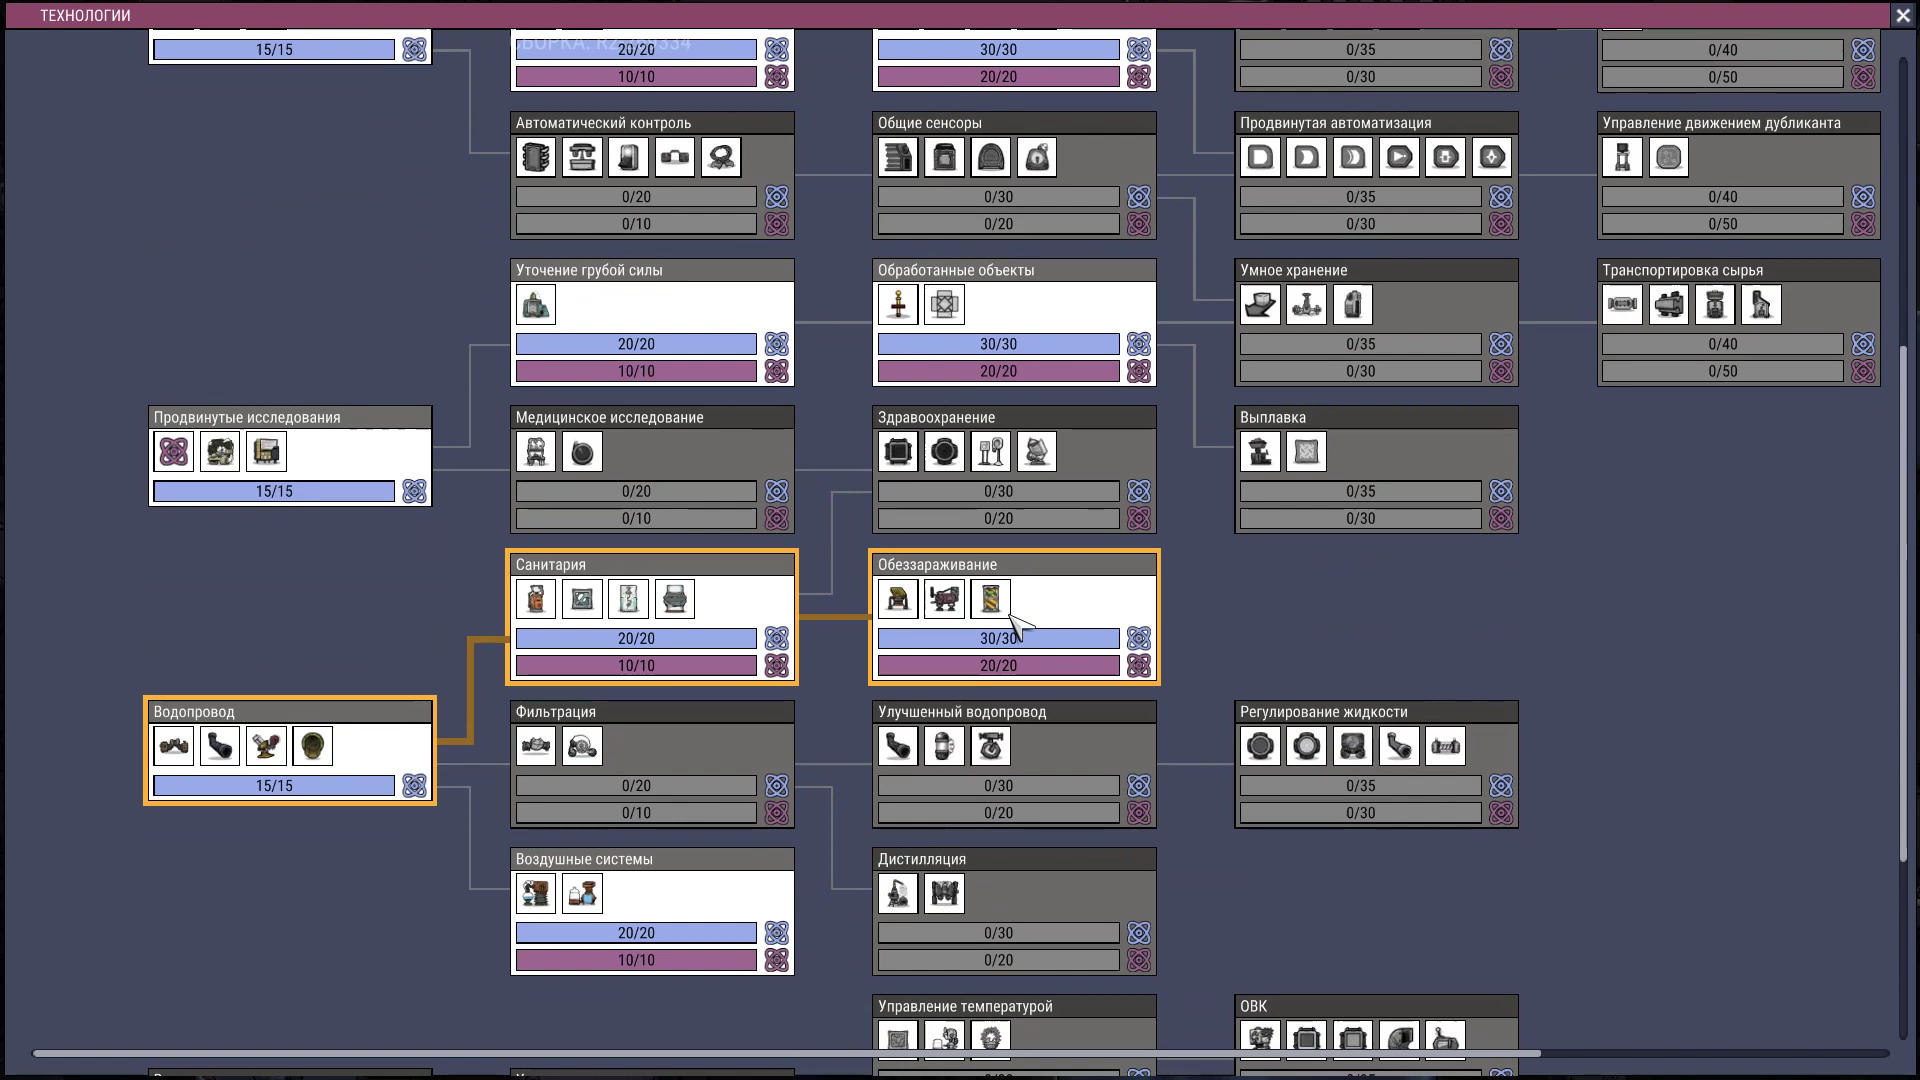 ТЕХНОЛОГИИ
15/15
20/20
30/30
0/35
0/40
10/10
20/20
0/30
0/50
Автоматический контроль
Общие сенсоры
Продвинутая автоматизация
Управление движением дубликанта
0/20
0/30
0/35
0/40
0/10
0/20
0/30
0/50
Уточение грубой силы
Обработанные объекты
Умное хранение
Транспортировка сырья
20/20
30/30
0/35
0/40
10/10
20/20
0/30
0/50
Продвинутые исследования
Медицинское исследование
Здравоохранение
Выплавка
15/15
0/20
0/30
0/35
0/10
0/20
0/30
Санитария
Обеззараживание
20/20
30/30
10/10
20/20
Водопровод
Фильтрация
Улучшенный водопровод
Регулирование жидкости
15/15
0/20
0/30
0/35
0/10
0/20
0/30
Воздушные системы
Дистилляция
20/20
0/30
10/10
0/20
Управление температурой
ОВК